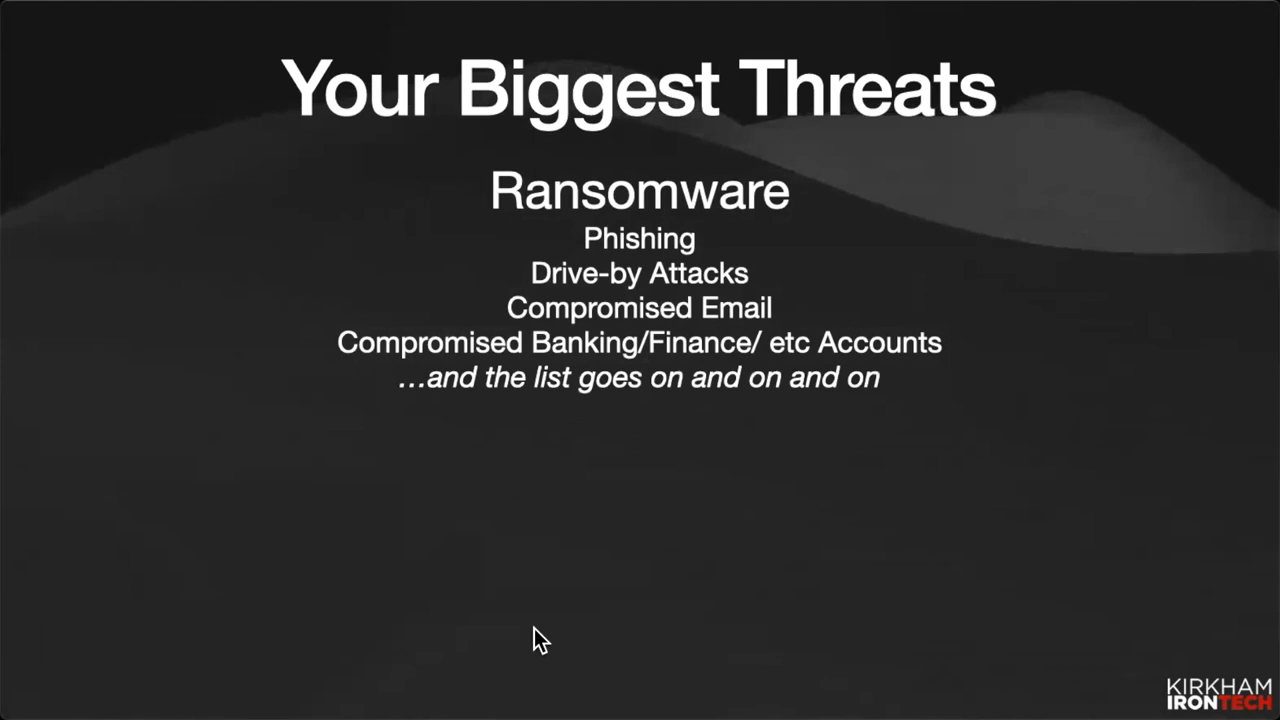 Your Biggest Threats
Ransomware
Phishing
Drive-by Attacks
Compromised Email
Compromised Banking/Finance/ etc Accounts
…and the list goes on and on and on
KIRKHAM
IRONTECH